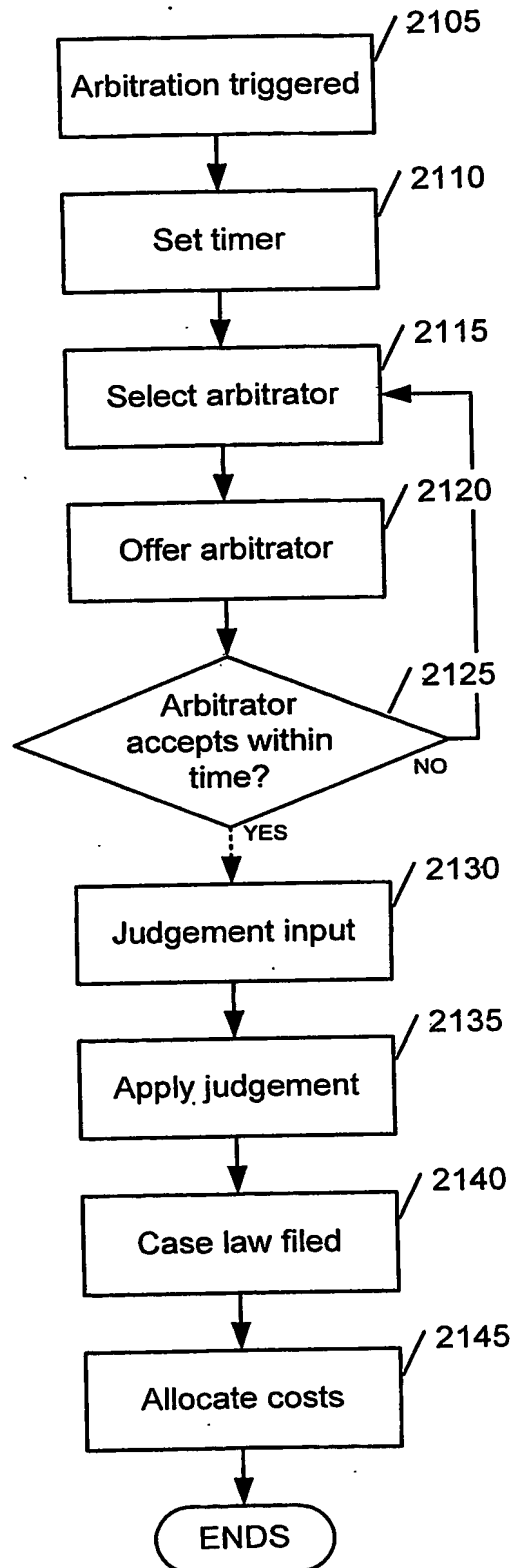 2105
Arbitration triggered
2110
Set timer
2115
Select arbitrator
2120
Offer arbitrator
2125
Arbitrator
accepts within
time?
NO
YES
2130
Judgement input
2135
Apply judgement
2140
Case law filed
2145
Allocate costs
ENDS